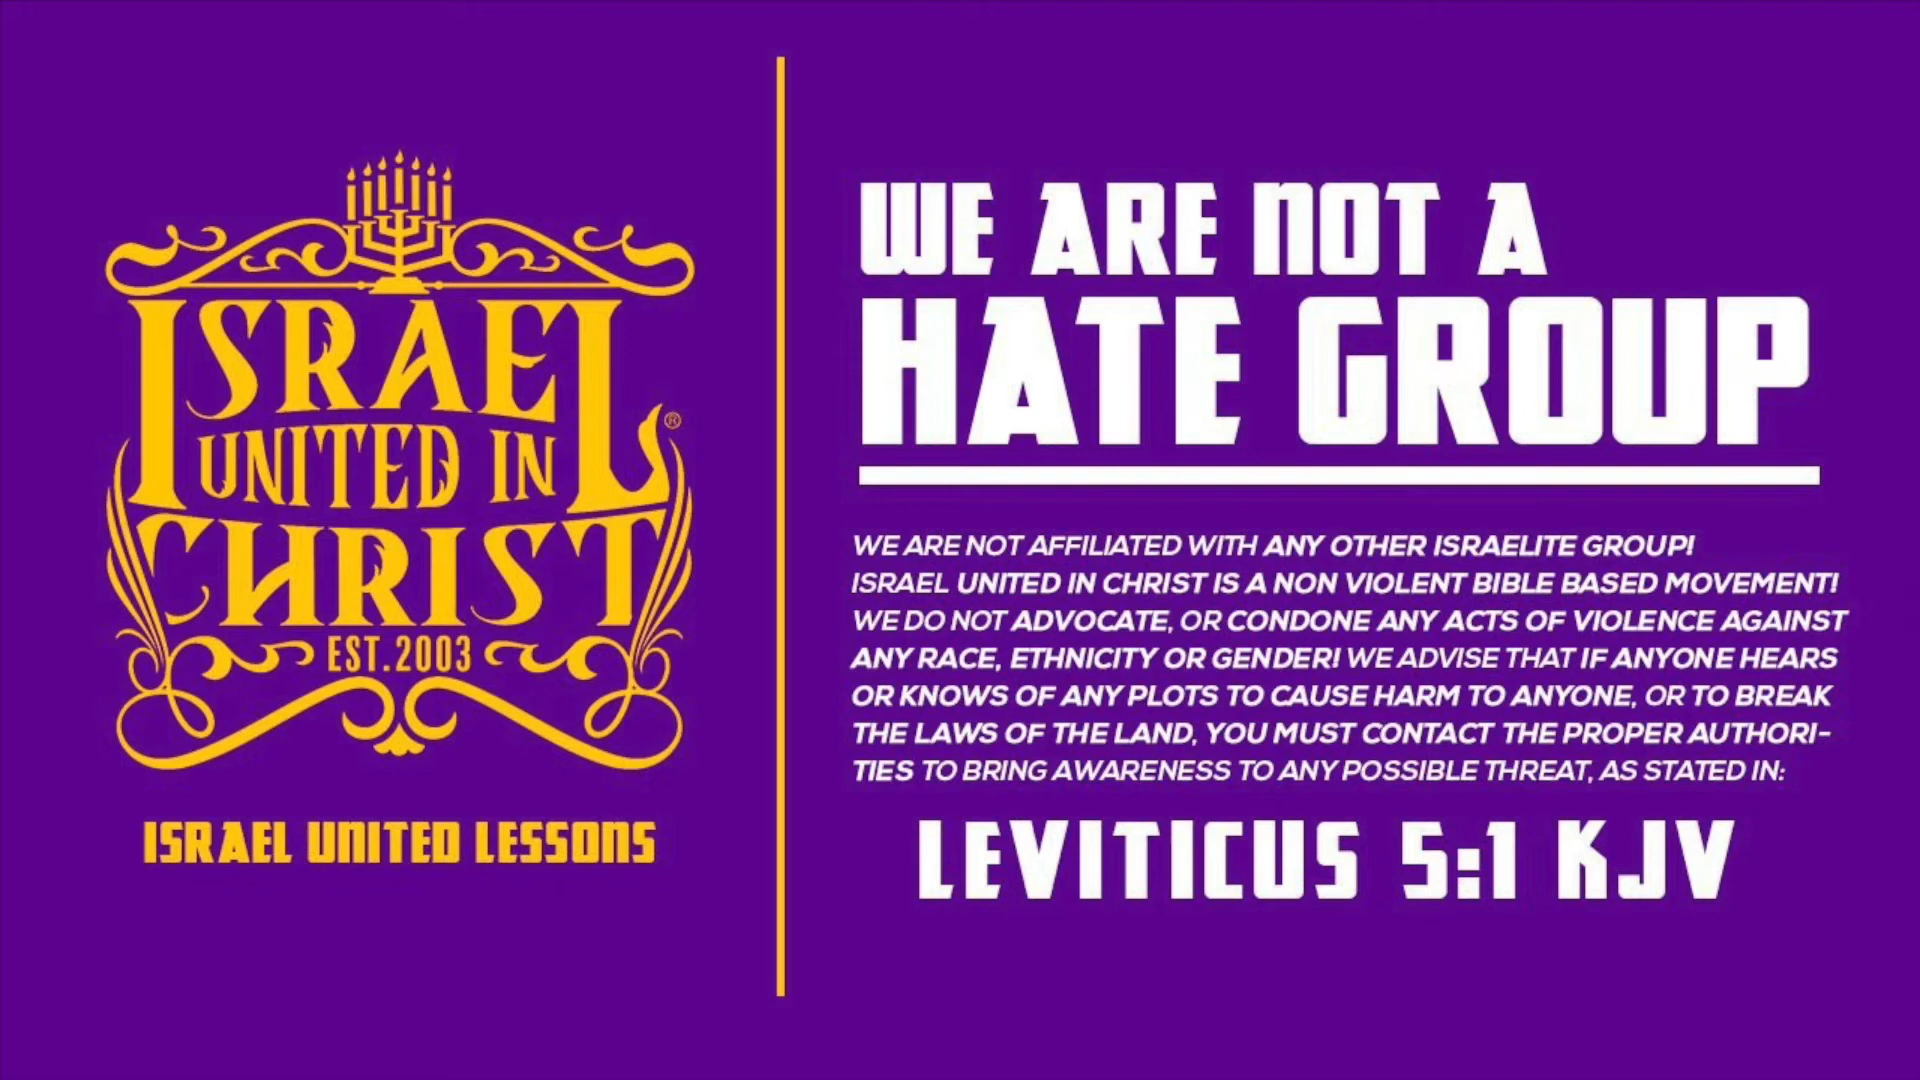 ISRAEL
UNITED IN
CHRIST
®
EST.2003
ISRAEL UNITED LESSONS
WE ARE NOT A
HATE GROUP
WE ARE NOT AFFILIATED WITH ANY OTHER ISRAELITE GROUP!
ISRAEL UNITED IN CHRIST IS A NON VIOLENT BIBLE BASED MOVEMENT!
WE DO NOT ADVOCATE, OR CONDONE ANY ACTS OF VIOLENCE AGAINST
ANY RACE, ETHNICITY OR GENDER! WE ADVISE THAT IF ANYONE HEARS
OR KNOWS OF ANY PLOTS TO CAUSE HARM TO ANYONE, OR TO BREAK
THE LAWS OF THE LAND, YOU MUST CONTACT THE PROPER AUTHORI-
TIES TO BRING AWARENESS TO ANY POSSIBLE THREAT, AS STATED IN:
LEVITICUS 5:1 KJV